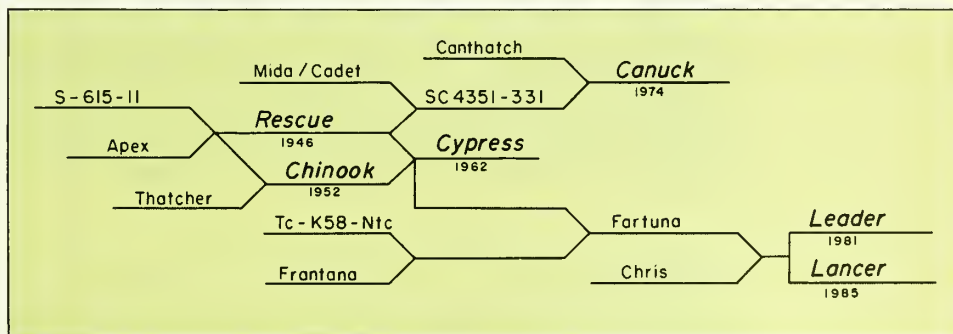 Canthatch
Mida / Cadet
Canuck
S-615-11
SC 4351-331
1974
Rescue
Cypress
Apex
1946
1962
Chinook
1952
Thatcher
Tc-K58-Ntc
Fartuna
Leader
1981
Frantana
Chris
Lancer
1985